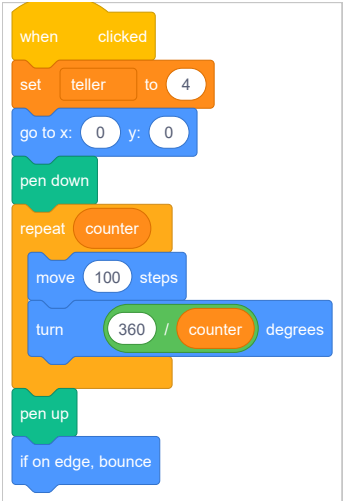 when clicked
set teller to 4
go to x: 0 y: 0
pen down
repeat counter
move 100 steps
turn 360 / counter degrees
pen up
if on edge, bounce